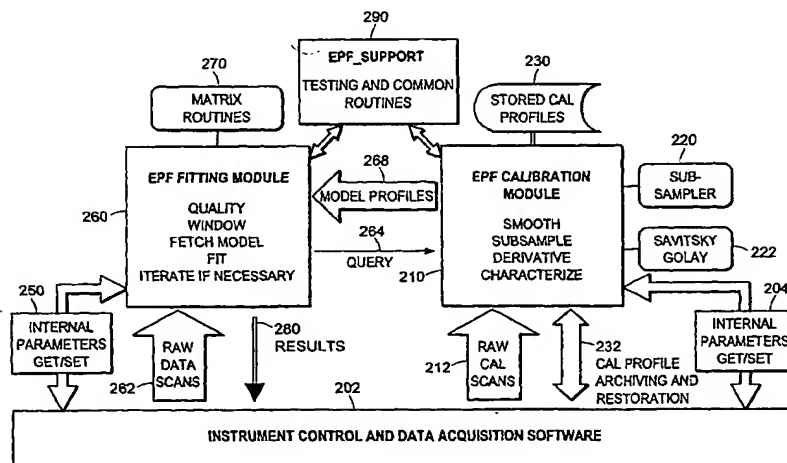 290
EPF_SUPPORT
TESTING AND COMMON
ROUTINES
270
MATRIX
ROUTINES
230
STORED CAL
PROFILES
220
SUB-
SAMPLER
SAVITSKY
GOLAY
222
260
EPF FITTING MODULE
QUALITY
WINDOW
FETCH MODEL
FIT
ITERATE IF NECESSARY
268
MODEL PROFILES
264
QUERY
210
EPF CALIBRATION
MODULE
SMOOTH
SUBSAMPLE
DERIVATIVE
CHARACTERIZE
250
INTERNAL
PARAMETERS
GET/SET
RAW
DATA
SCANS
262
280
RESULTS
212
RAW
CAL
SCANS
232
CAL PROFILE
ARCHIVING AND
RESTORATION
204
INTERNAL
PARAMETERS
GET/SET
202
INSTRUMENT CONTROL AND DATA ACQUISITION SOFTWARE